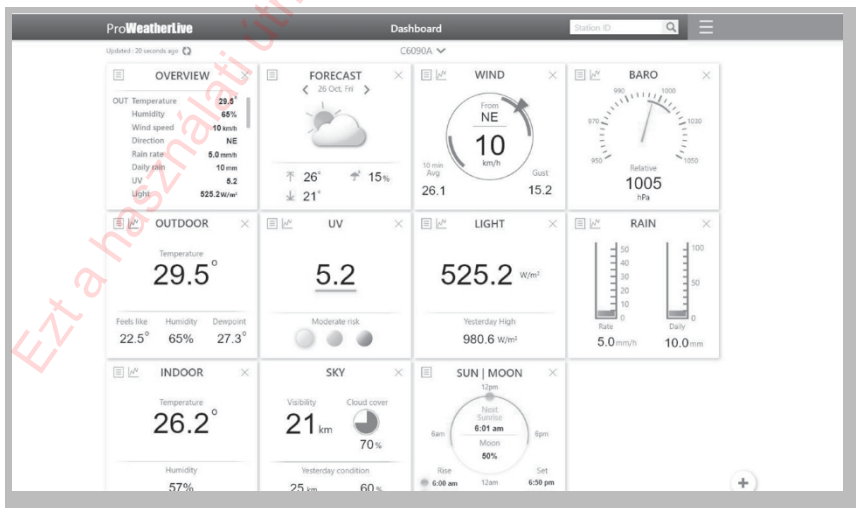 ProWeatherLive
Dashboard
Station ID
Updated : 20 seconds ago
C6090A
OVERVIEW
OUT Temperature 29.5°
Humidity 65%
Wind speed 10 km/h
Direction NE
Rain rate 5.0 mm/h
Daily rain 10 mm
UV 5.2
Light 525.2 W/m²
FORECAST
26 Oct, Fri
26° 15%
21°
WIND
From
NE
10
km/h
10 min
Avg
26.1
Gust
15.2
BARO
950
970
990
1000
1030
1050
Relative
1005
hPa
OUTDOOR
Temperature
29.5°
Feels like Humidity Dewpoint
22.5° 65% 27.3°
UV
5.2
Moderate risk
LIGHT
525.2 W/m²
Yesterday High
980.6 W/m²
RAIN
50
40
30
20
10
0
Rate
5.0 mm/h
100
50
0
Daily
10.0 mm
INDOOR
Temperature
26.2°
Humidity
57%
SKY
Visibility Cloud cover
21 km
70%
Yesterday condition
25 km 60%
SUN | MOON
12pm
Next
Sunrise
6:01 am
6am 6pm
Moon
50%
Rise Set
6:00 am 12am 6:50 pm
Ezt a használati út